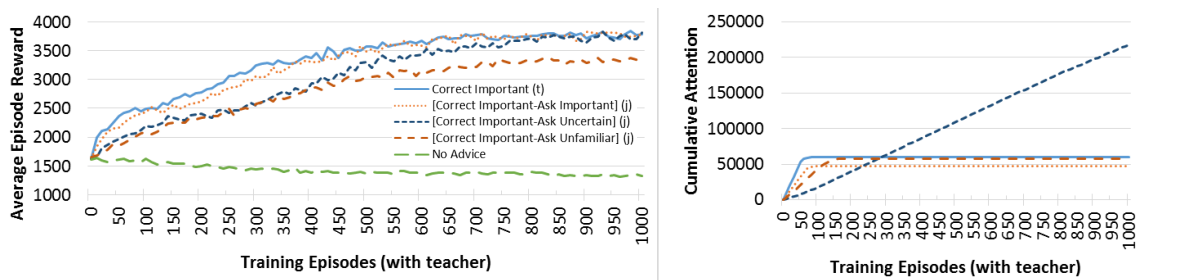 4000
3500
3000
2500
2000
1500
1000
Average Episode Reward
Correct Important (t)
[Correct Important-Ask Important] (j)
[Correct Important-Ask Uncertain] (j)
[Correct Important-Ask Unfamiliar] (j)
No Advice
0 50 100 150 200 250 300 350 400 450 500 550 600 650 700 750 800 850 900 950 1000
Training Episodes (with teacher)
250000
200000
150000
100000
50000
0
Cumulative Attention
0 50 100 150 200 250 300 350 400 450 500 550 600 650 700 750 800 850 900 950 1000
Training Episodes (with teacher)